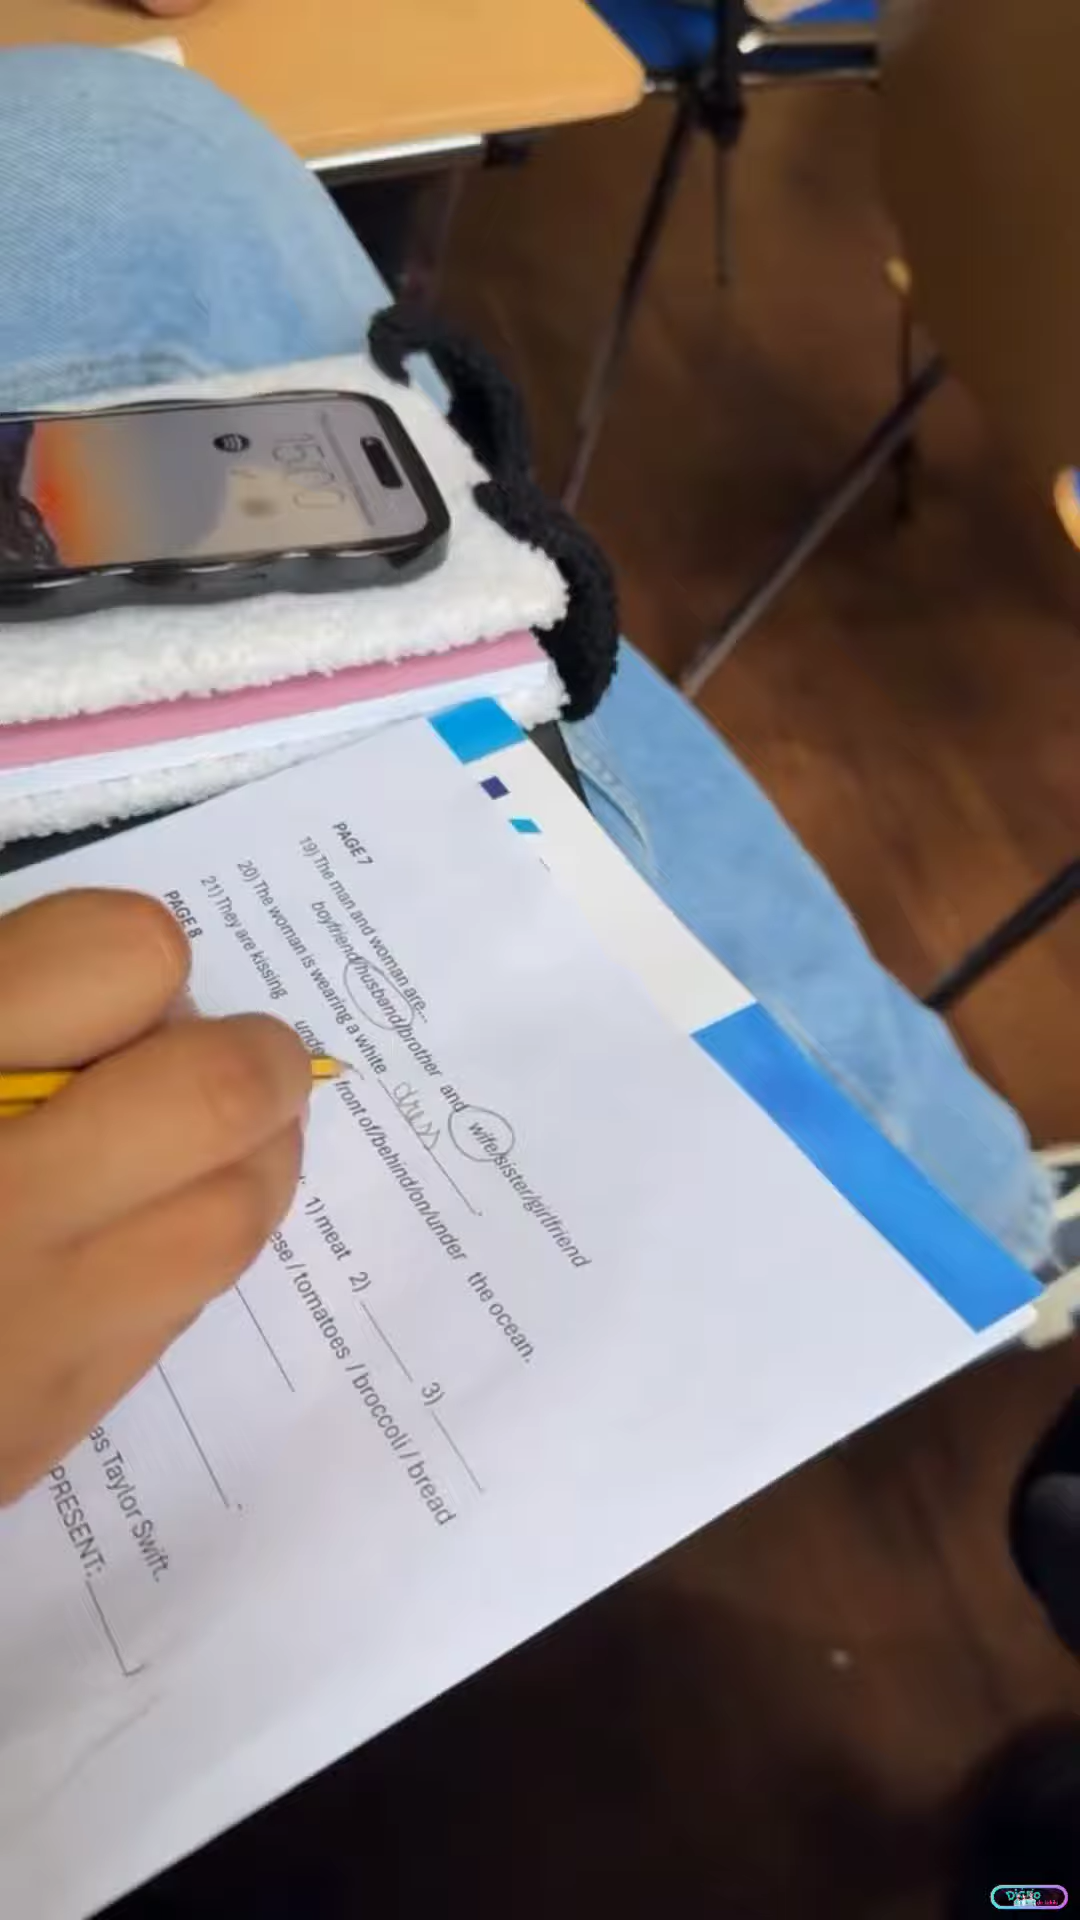 15:00
PAGE 7
19) The man and woman are...
boyfriend/husband/brother and wife/sister/girlfriend
20) The woman is wearing a white dress
21) They are kissing front of/behind/on/under the ocean.
PAGE 8
1) meat 2) 3)
/ tomatoes / broccoli / bread
as Taylor Swift.
PRESENT: